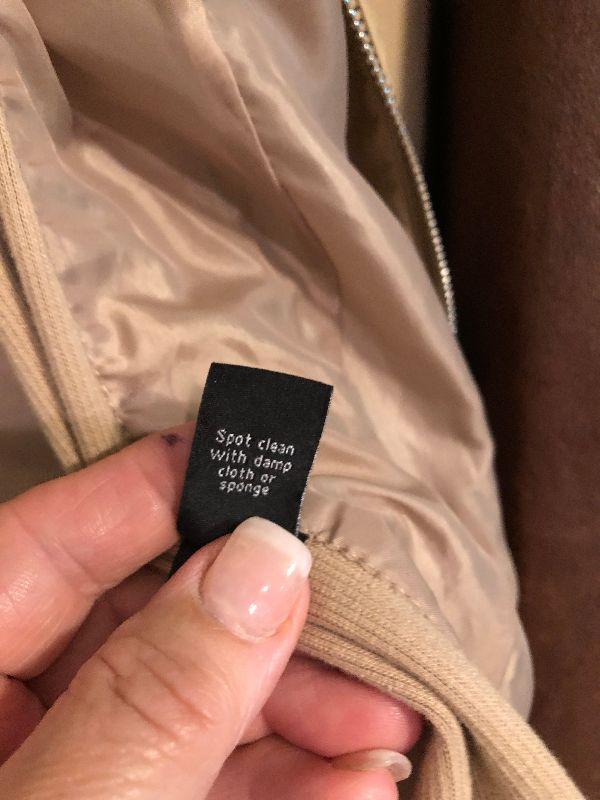 Spot clean
with damp
cloth or
sponge